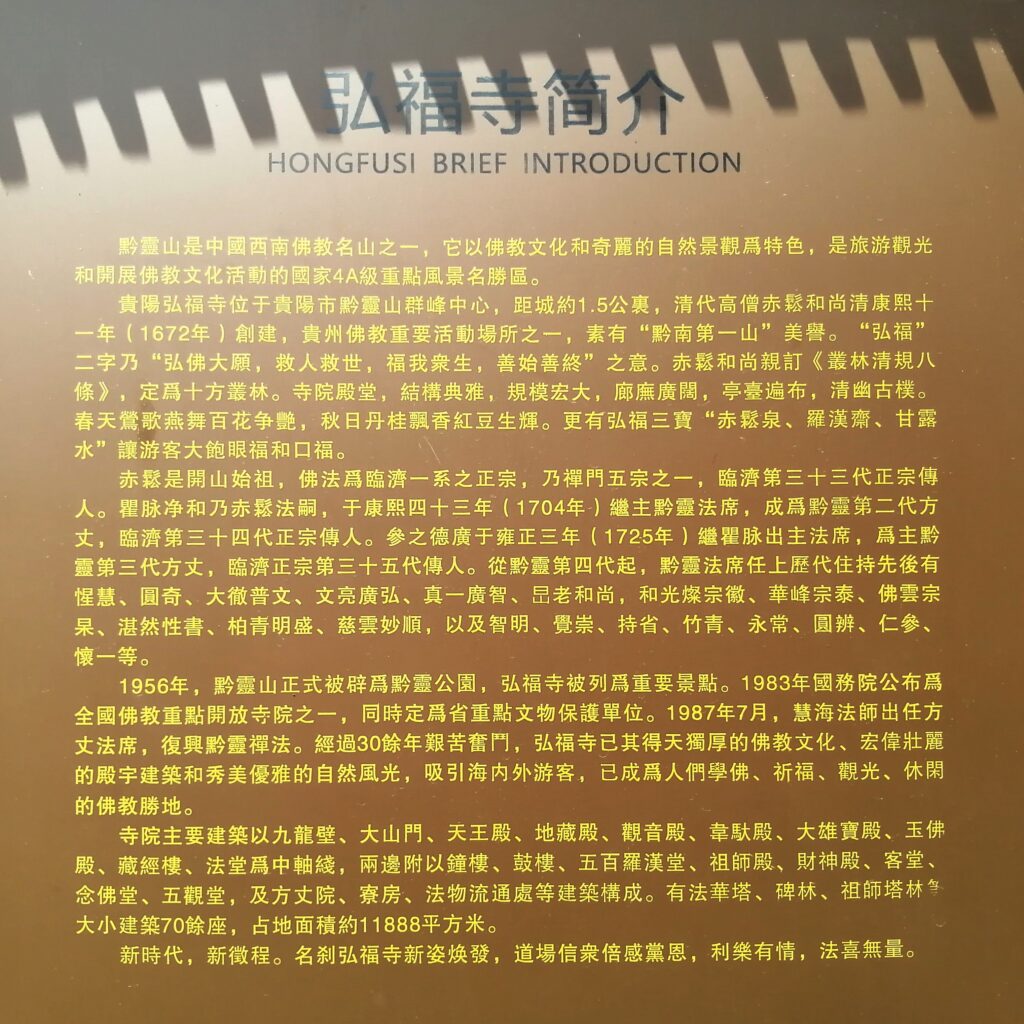 弘福寺简介
HONGFUSI BRIEF INTRODUCTION
黔靈山是中國西南佛教名山之一，它以佛教文化和奇麗的自然景觀爲特色，是旅游觀光
和開展佛教文化活動的國家4A級重點風景名勝區。
貴陽弘福寺位于貴陽市黔靈山群峰中心，距城約1.5公裏，清代高僧赤鬆和尚清康熙十
一年（1672年）創建，貴州佛教重要活動場所之一，素有“黔南第一山”美譽。“弘福”
二字乃“弘佛大願，救人救世，福我衆生，善始善終”之意。赤鬆和尚親訂《叢林清規八
條》，定爲十方叢林。寺院殿堂，結構典雅，規模宏大，廊廡廣闊，亭臺遍布，清幽古樸。
春天鶯歌燕舞百花争艷，秋日丹桂飄香紅豆生輝。更有弘福三寶“赤鬆泉、羅漢齋、甘露
水”讓游客大飽眼福和口福。
赤鬆是開山始祖，佛法爲臨濟一系之正宗，乃禪門五宗之一，臨濟第三十三代正宗傳
人。瞿脉净和乃赤鬆法嗣，于康熙四十三年（1704年）繼主黔靈法席，成爲黔靈第二代方
丈，臨濟第三十四代正宗傳人。參之德廣于雍正三年（1725年）繼瞿脉出主法席，爲主黔
靈第三代方丈，臨濟正宗第三十五代傳人。從黔靈第四代起，黔靈法席任上歷代住持先後有
惺慧、圓奇、大徹普文、文亮廣弘、真一廣智、㠭老和尚，和光燦宗徽、華峰宗泰、佛雲宗
杲、湛然性書、柏青明盛、慈雲妙順，以及智明、覺崇、持省、竹青、永常、圓辨、仁參、
懷一等。
1956年，黔靈山正式被辟爲黔靈公園，弘福寺被列爲重要景點。1983年國務院公布爲
全國佛教重點開放寺院之一，同時定爲省重點文物保護單位。1987年7月，慧海法師出任方
丈法席，復興黔靈禪法。經過30餘年艱苦奮鬥，弘福寺已其得天獨厚的佛教文化、宏偉壯麗
的殿宇建築和秀美優雅的自然風光，吸引海内外游客，已成爲人們學佛、祈福、觀光、休閑
的佛教勝地。
寺院主要建築以九龍壁、大山門、天王殿、地藏殿、觀音殿、韋馱殿、大雄寶殿、玉佛
殿、藏經樓、法堂爲中軸綫，兩邊附以鐘樓、鼓樓、五百羅漢堂、祖師殿、財神殿、客堂、
念佛堂、五觀堂，及方丈院、寮房、法物流通處等建築構成。有法華塔、碑林、祖師塔林等
大小建築70餘座，占地面積約11888平方米。
新時代，新徵程。名刹弘福寺新姿焕發，道場信衆倍感黨恩，利樂有情，法喜無量。